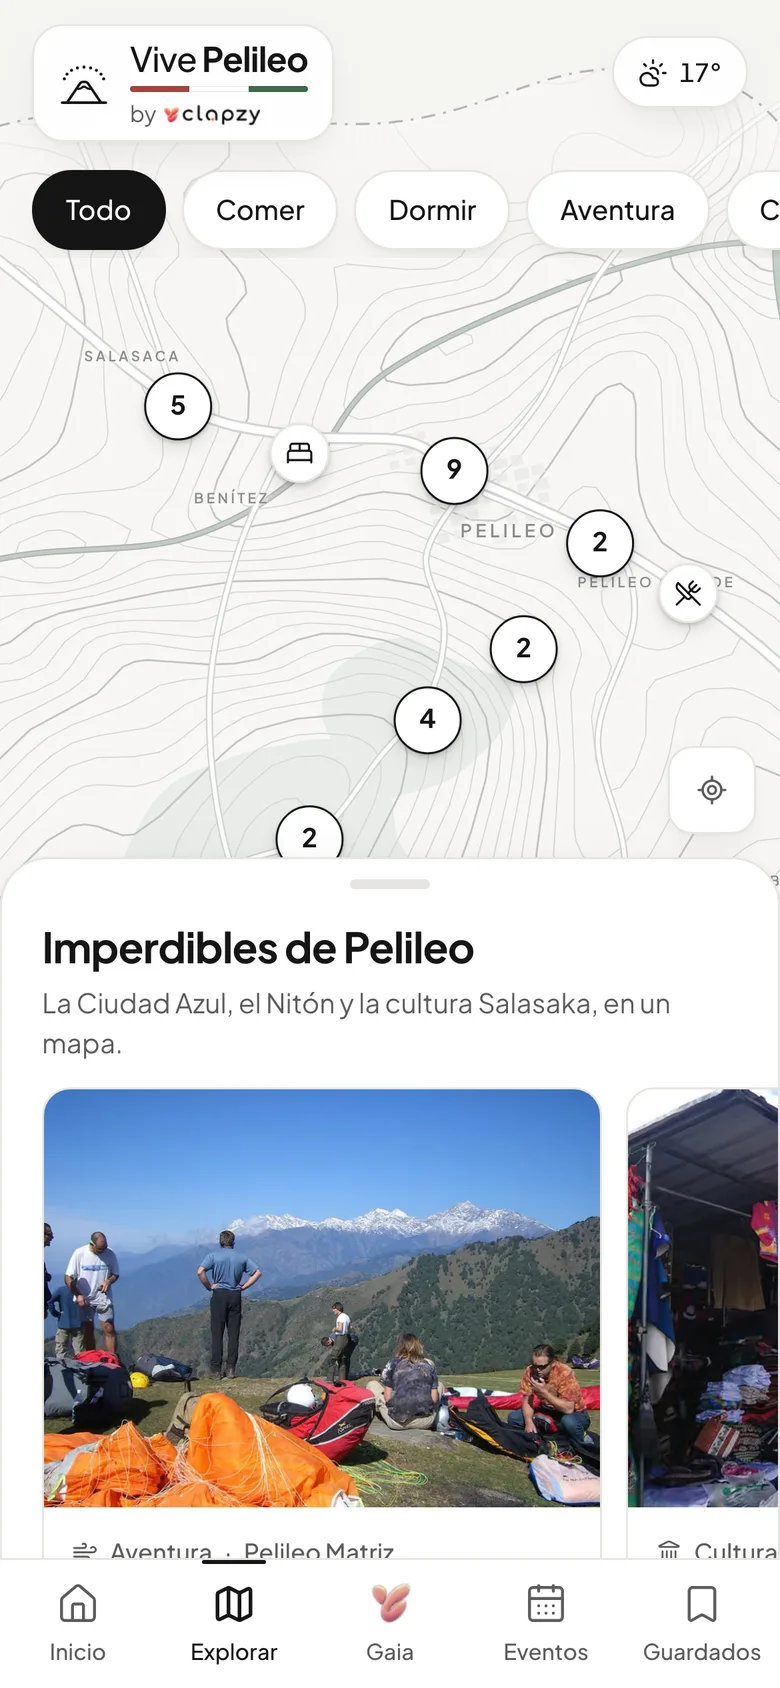 Vive Pelileo
by clapzy
17°
Todo
Comer
Dormir
Aventura
C
SALASACA
5
BENÍTEZ
9
PELILEO
2
PELILEO
DE
2
4
2
Imperdibles de Pelileo
La Ciudad Azul, el Nitón y la cultura Salasaka, en un
mapa.
Aventura · Pelileo Matriz
Cultura
Inicio
Explorar
Gaia
Eventos
Guardados